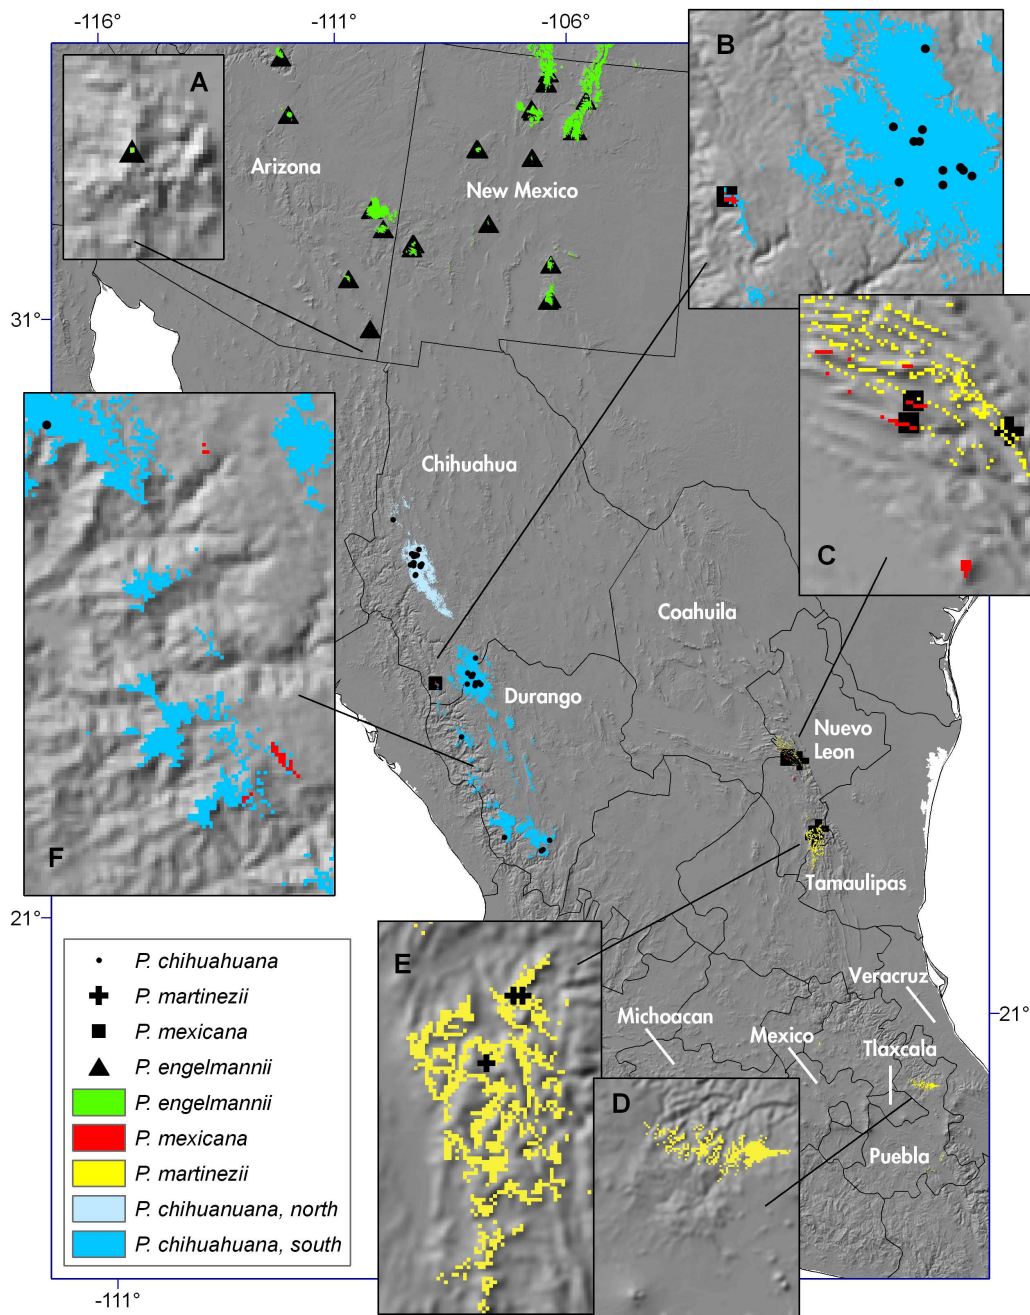 -116°
-111°
-106°
A
B
Arizona
New Mexico
31°
Chihuahua
C
Coahuila
Durango
Nuevo
Leon
F
Tamaulipas
21°
E
Veracruz
Michoacan
Mexico
21°
Tlaxcala
D
Puebla
P. chihuahuana
P. martinezii
P. mexicana
P. engelmannii
P. engelmannii
P. mexicana
P. martinezii
P. chihuanuana, north
P. chihuahuana, south
-111°